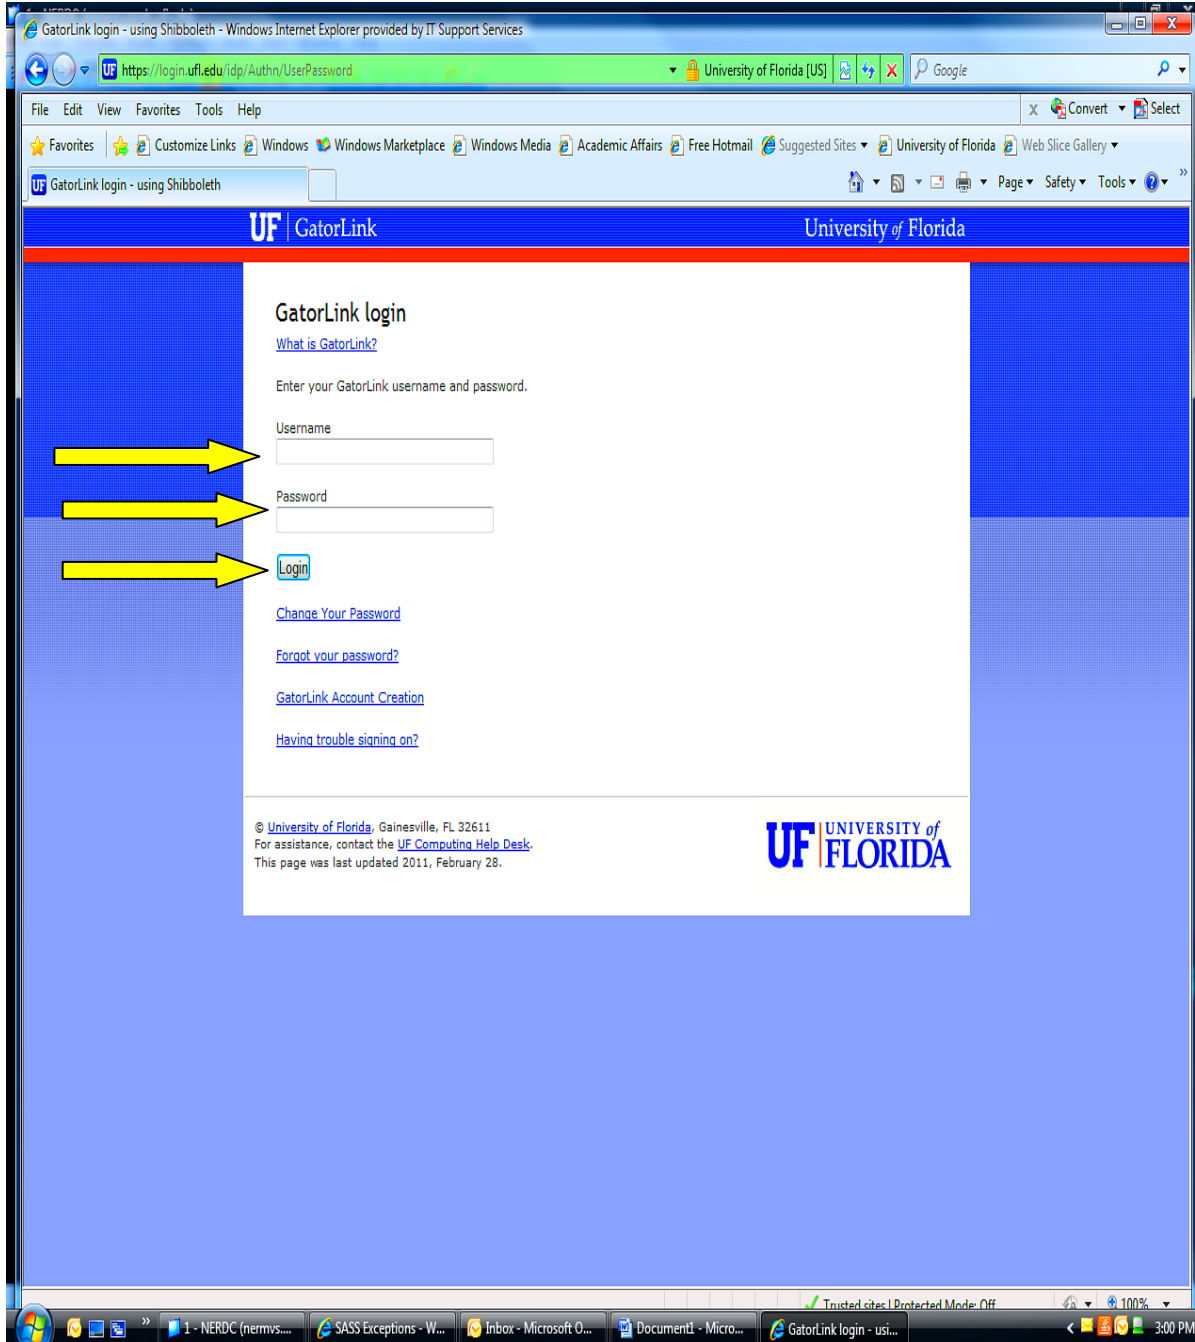 GatorLink login - using Shibboleth - Windows Internet Explorer provided by IT Support Services
UF https://login.ufl.edu/idp/Authn/UserPassword University of Florida [US] Google
File Edit View Favorites Tools Help x Convert Select
Favorites Customize Links Windows Windows Marketplace Windows Media Academic Affairs Free Hotmail Suggested Sites University of Florida Web Slice Gallery
UF GatorLink login - using Shibboleth Page Safety Tools »
UF GatorLink University of Florida
GatorLink login
What is GatorLink?
Enter your GatorLink username and password.
Username
Password
Login
Change Your Password
Forgot your password?
GatorLink Account Creation
Having trouble signing on?
© University of Florida, Gainesville, FL 32611
For assistance, contact the UF Computing Help Desk.
This page was last updated 2011, February 28.
UF UNIVERSITY of
FLORIDA
Trusted sites | Protected Mode: Off 100%
» 1 - NERDC (nermvs.... SASS Exceptions - W... Inbox - Microsoft O... Document1 - Micro... GatorLink login - usi... 3:00 PM